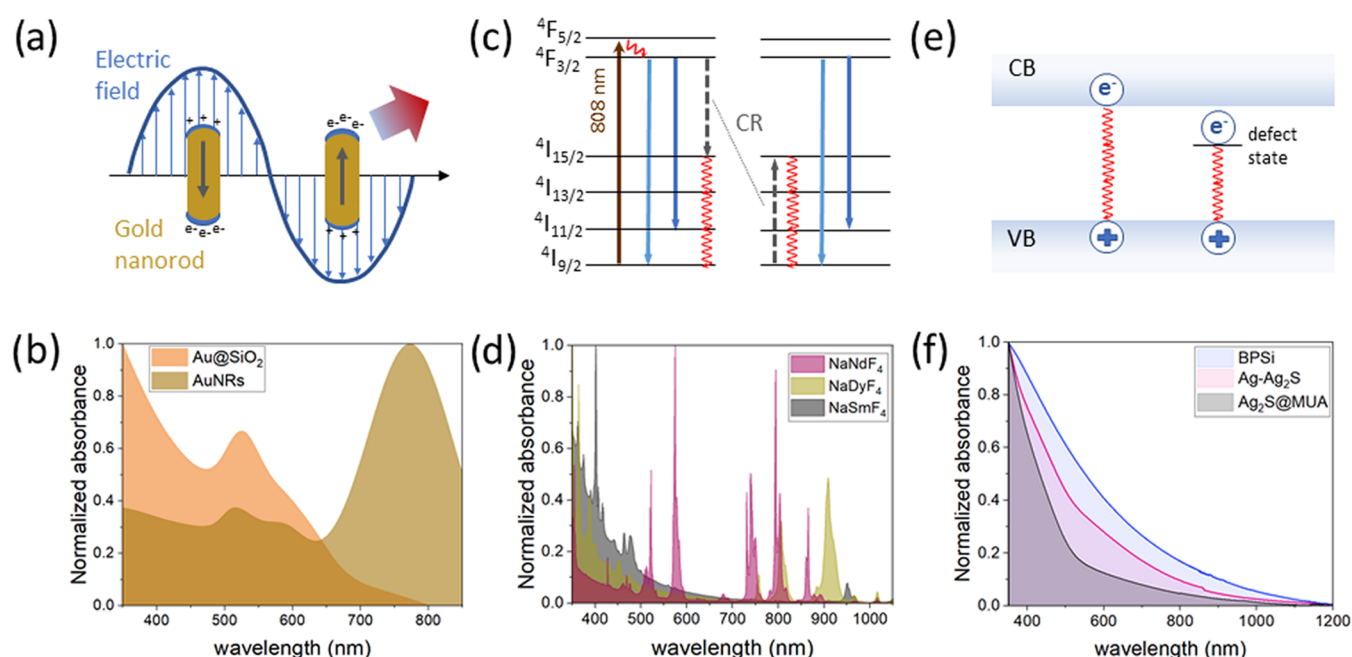 (a)
Electric
field
+ + +
e- e- e-
e- e- e-
+ + +
Gold
nanorod
(c)
⁴F₅/₂
⁴F₃/₂
808 nm
CR
⁴I₁₅/₂
⁴I₁₃/₂
⁴I₁₁/₂
⁴I₉/₂
(e)
CB
e⁻
e⁻
defect
state
VB
+
+
(b)
Au@SiO₂
AuNRs
Normalized absorbance
1.0
0.8
0.6
0.4
0.2
0.0
400 500 600 700 800
wavelength (nm)
(d)
NaNdF₄
NaDyF₄
NaSmF₄
Normalized absorbance
1.0
0.8
0.6
0.4
0.2
0.0
400 500 600 700 800 900 1000
wavelength (nm)
(f)
BPSi
Ag-Ag₂S
Ag₂S@MUA
Normalized absorbance
1.0
0.8
0.6
0.4
0.2
0.0
400 600 800 1000 1200
wavelength (nm)